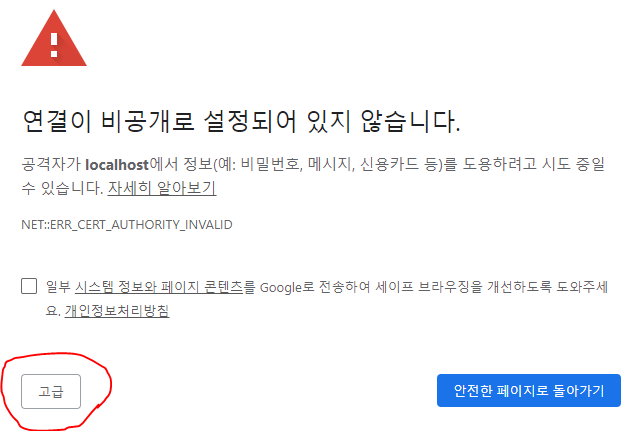 연결이 비공개로 설정되어 있지 않습니다.
공격자가 localhost에서 정보(예: 비밀번호, 메시지, 신용카드 등)를 도용하려고 시도 중일
수 있습니다. 자세히 알아보기
NET::ERR_CERT_AUTHORITY_INVALID
일부 시스템 정보와 페이지 콘텐츠를 Google로 전송하여 세이프 브라우징을 개선하도록 도와주세
요. 개인정보처리방침
고급
안전한 페이지로 돌아가기